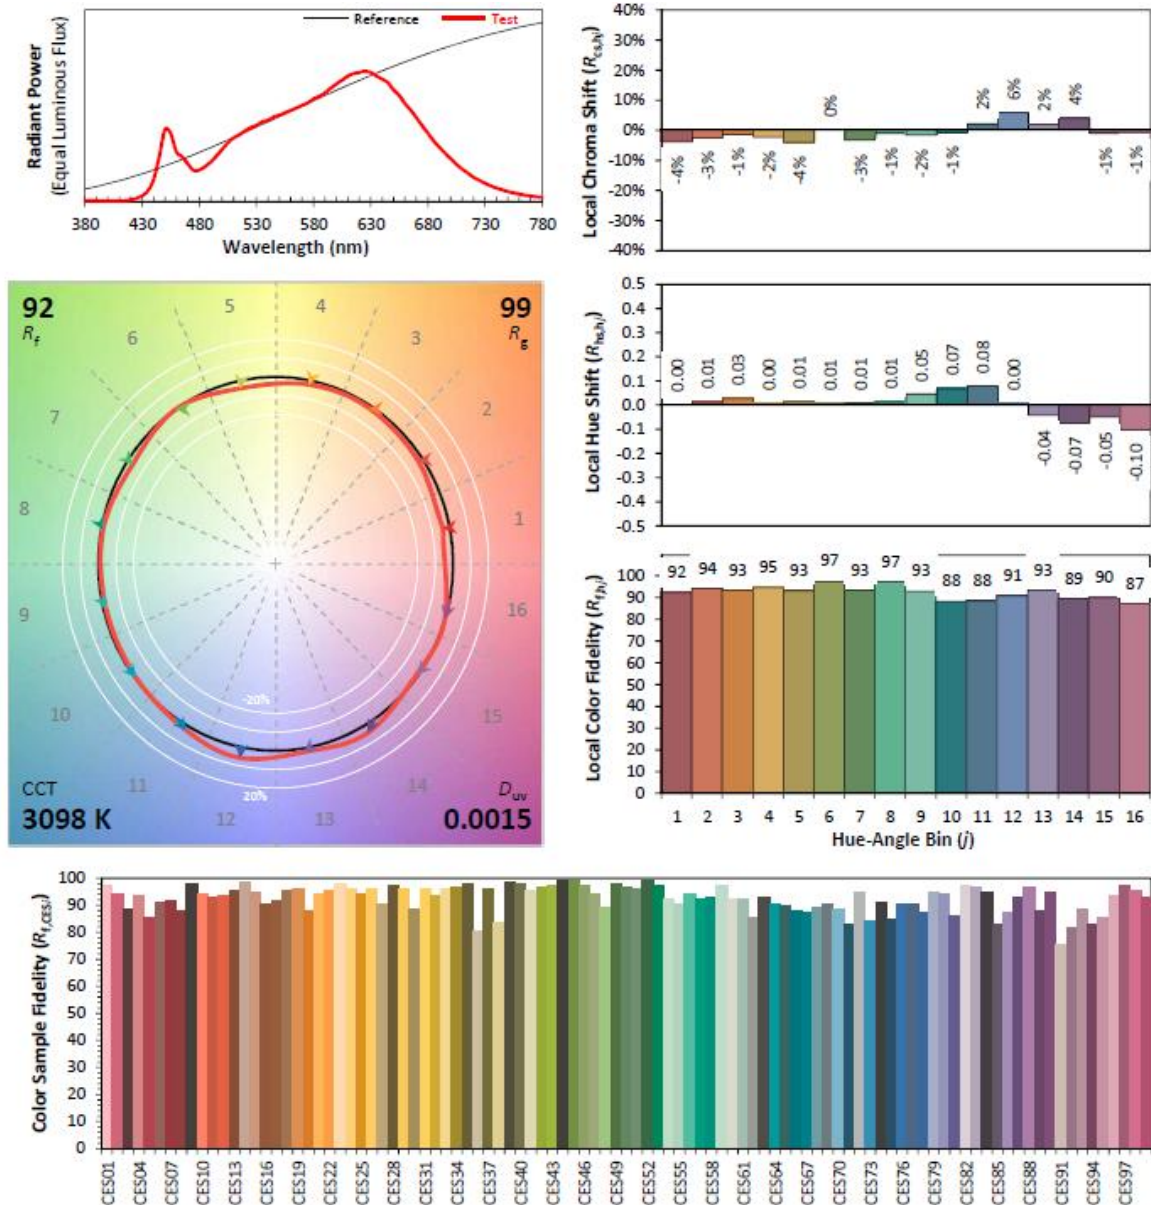 Reference Test
Radiant Power
(Equal Luminous Flux)
380 430 480 530 580 630 680 730 780
Wavelength (nm)
Local Chroma Shift (Rcs,hj)
40%
30%
20%
10%
0%
-10%
-20%
-30%
-40%
-4% -3% -1% -2% -4% 0% -3% -1% -2% -1% 2% 6% 2% 4% -1% -1%
92
Rf
99
Rg
5 4
6 3
7 2
8 1
9 16
10 15
11 14
12 13
-20%
20%
CCT
3098 K
Duv
0.0015
Local Hue Shift (Rhs,hj)
0.5
0.4
0.3
0.2
0.1
0.0
-0.1
-0.2
-0.3
-0.4
-0.5
0.00 0.01 0.03 0.00 0.01 0.01 0.01 0.01 0.05 0.07 0.08 0.00 -0.04 -0.07 -0.05 -0.10
Local Color Fidelity (Rf,hj)
100
90
80
70
60
50
40
30
20
10
0
92 94 93 95 93 97 93 97 93 88 88 91 93 89 90 87
1 2 3 4 5 6 7 8 9 10 11 12 13 14 15 16
Hue-Angle Bin (j)
Color Sample Fidelity (Rf,CESi)
100
90
80
70
60
50
40
30
20
10
0
CES01 CES04 CES07 CES10 CES13 CES16 CES19 CES22 CES25 CES28 CES31 CES34 CES37 CES40 CES43 CES46 CES49 CES52 CES55 CES58 CES61 CES64 CES67 CES70 CES73 CES76 CES79 CES82 CES85 CES88 CES91 CES94 CES97